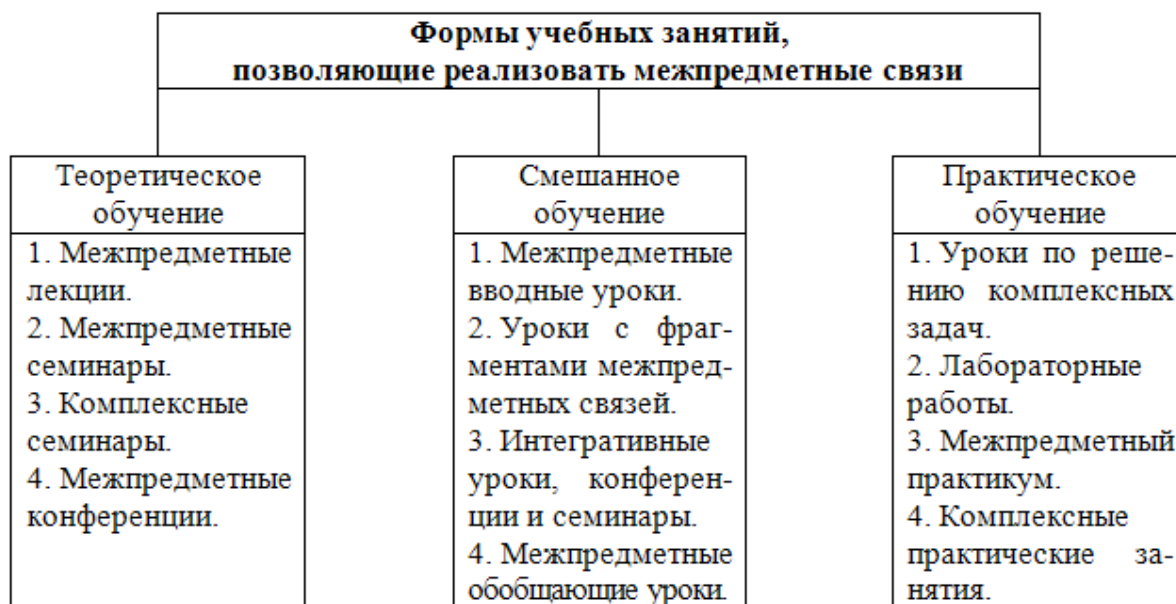 Формы учебных занятий,
позволяющие реализовать межпредметные связи
Теоретическое
обучение
1. Межпредметные
лекции.
2. Межпредметные
семинары.
3. Комплексные
семинары.
4. Межпредметные
конференции.
Смешанное
обучение
1. Межпредметные
вводные уроки.
2. Уроки с фраг-
ментами межпред-
метных связей.
3. Интегративные
уроки, конферен-
ции и семинары.
4. Межпредметные
обобщающие уроки.
Практическое
обучение
1. Уроки по реше-
нию комплексных
задач.
2. Лабораторные
работы.
3. Межпредметный
практикум.
4. Комплексные
практические за-
нятия.